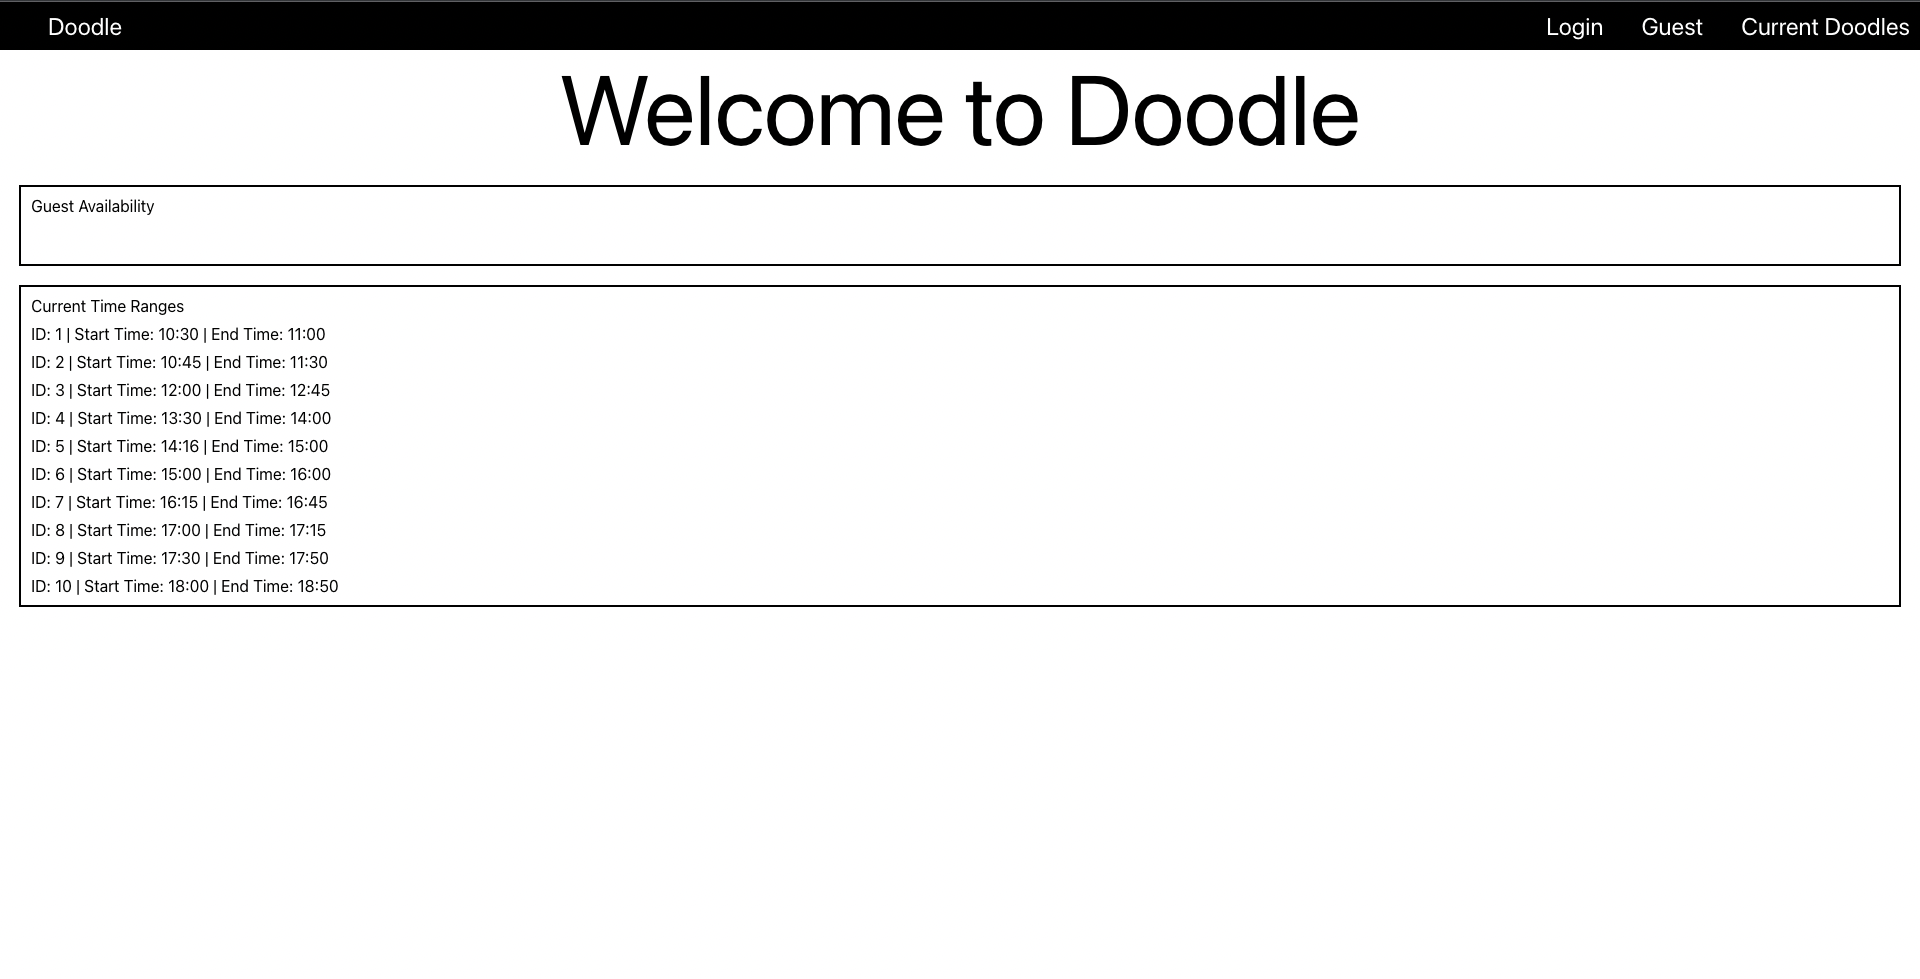 Doodle Login Guest Current Doodles
Welcome to Doodle
Guest Availability
Current Time Ranges
ID: 1 | Start Time: 10:30 | End Time: 11:00
ID: 2 | Start Time: 10:45 | End Time: 11:30
ID: 3 | Start Time: 12:00 | End Time: 12:45
ID: 4 | Start Time: 13:30 | End Time: 14:00
ID: 5 | Start Time: 14:16 | End Time: 15:00
ID: 6 | Start Time: 15:00 | End Time: 16:00
ID: 7 | Start Time: 16:15 | End Time: 16:45
ID: 8 | Start Time: 17:00 | End Time: 17:15
ID: 9 | Start Time: 17:30 | End Time: 17:50
ID: 10 | Start Time: 18:00 | End Time: 18:50